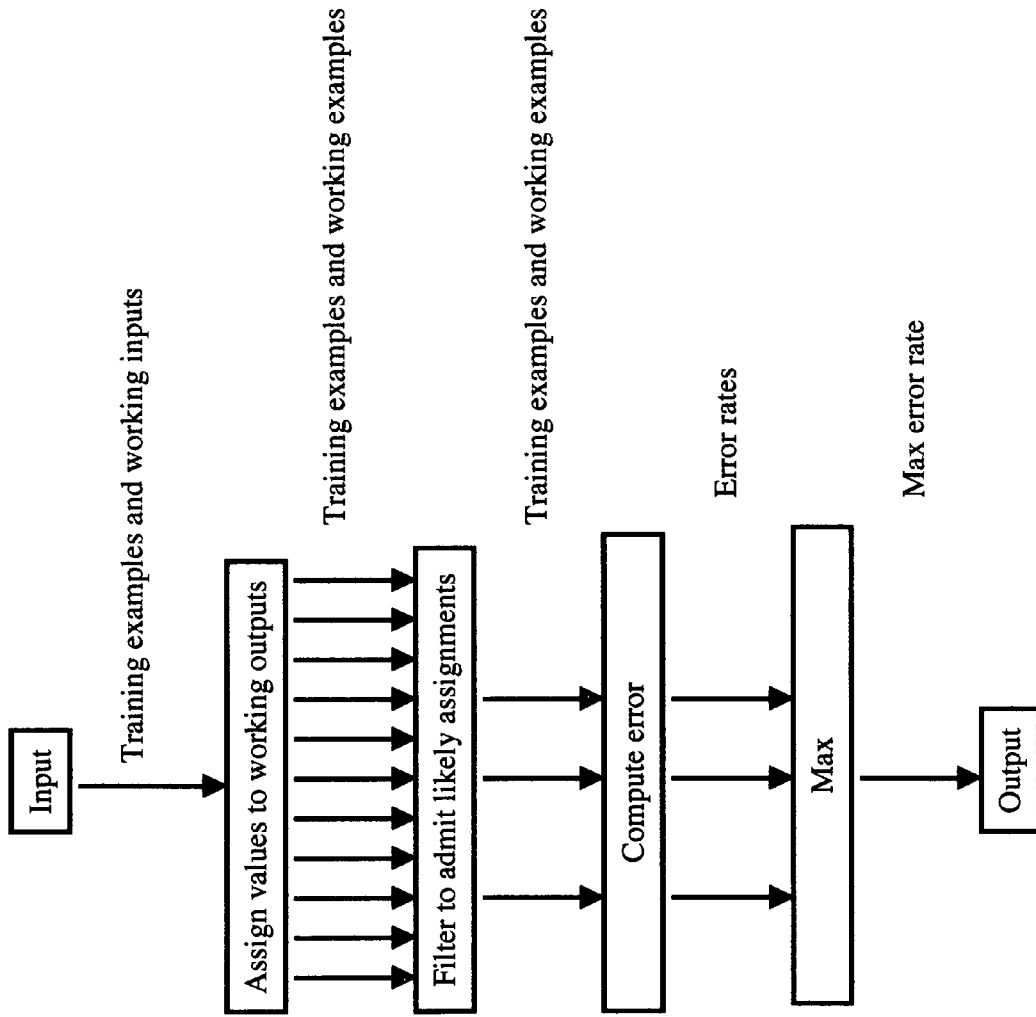 Input
Training examples and working inputs
Assign values to working outputs
Training examples and working examples
Filter to admit likely assignments
Training examples and working examples
Compute error
Error rates
Max
Max error rate
Output